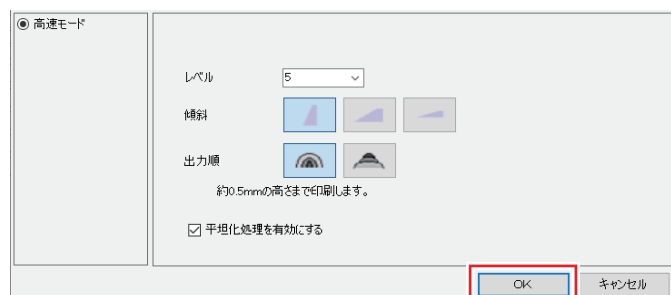 高速モード
レベル 5
傾斜
出力順
約0.5mmの高さまで印刷します。
平坦化処理を有効にする
OK キャンセル